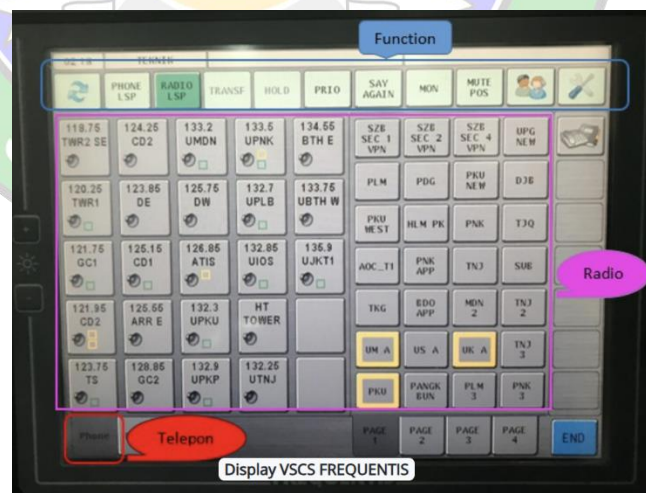 Function
02 18 TEKNIK
PHONE LSP
RADIO LSP
TRANSF
HOLD
PRIO
SAY AGAIN
MON
MUTE POS
118.75 TWR2 SE
124.25 CD2
133.2 UMDN
133.5 UPNK
134.55 BTH E
SZB SEC 1 VPN
SZB SEC 2 VPN
SZB SEC 4 VPN
UPG NEW
120.25 TWR1
123.85 DE
125.75 DW
132.7 UPLB
133.75 UBTH W
PLM
PDG
PKU NEW
DJB
PKU WEST
HLM PK
PNK
TJQ
121.75 GC1
125.15 CD1
126.85 ATIS
132.85 UIOS
135.9 UJKT1
AOC_T1
PNK APP
TNJ
SUB
Radio
121.95 CD2
125.55 ARR E
132.3 UPKU
HT TOWER
TKG
BDO APP
MDN 2
TNJ 2
UM A
US A
UK A
TNJ 3
123.75 TS
128.85 GC2
132.9 UPKP
132.25 UTNJ
PKU
PANGK BUN
PLM 3
PNK 3
Phone
Telepon
PAGE 1
PAGE 2
PAGE 3
PAGE 4
END
Display VSCS FREQUENTIS